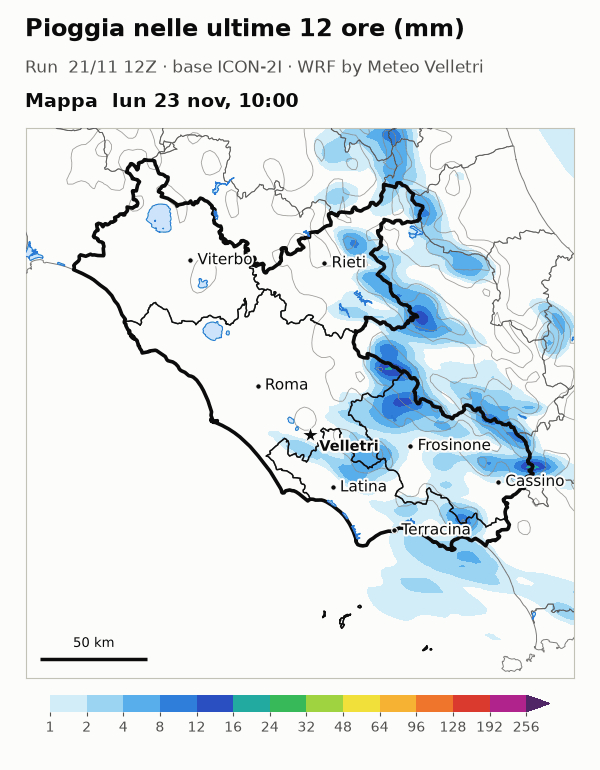 Pioggia nelle ultime 12 ore (mm)
Run 21/11 12Z · base ICON-2I · WRF by Meteo Velletri
Mappa lun 23 nov, 10:00
Viterbo
Rieti
Roma
Velletri
Frosinone
Latina
Cassino
Terracina
50 km
1 2 4 8 12 16 24 32 48 64 96 128 192 256